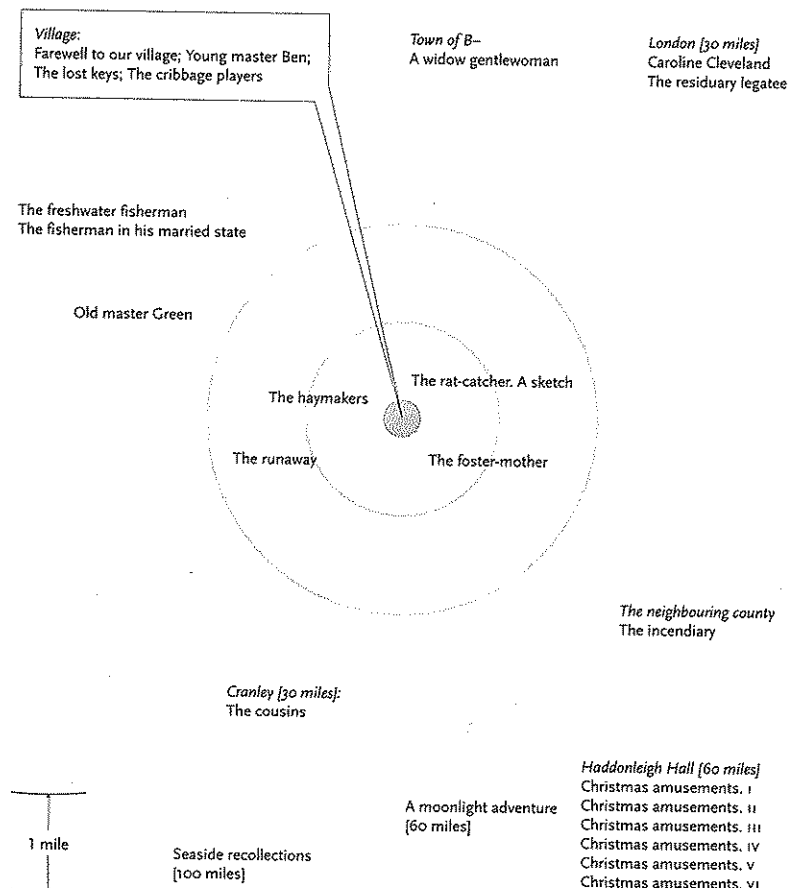 Village:
Farewell to our village; Young master Ben;
The lost keys; The cribbage players
Town of B–
A widow gentlewoman
London [30 miles]
Caroline Cleveland
The residuary legatee
The freshwater fisherman
The fisherman in his married state
Old master Green
The rat-catcher. A sketch
The haymakers
The runaway
The foster-mother
The neighbouring county
The incendiary
Cranley [30 miles]:
The cousins
Haddonleigh Hall [60 miles]
Christmas amusements. I
Christmas amusements. II
Christmas amusements. III
Christmas amusements. IV
Christmas amusements. V
Christmas amusements. VI
A moonlight adventure
[60 miles]
1 mile
Seaside recollections
[100 miles]